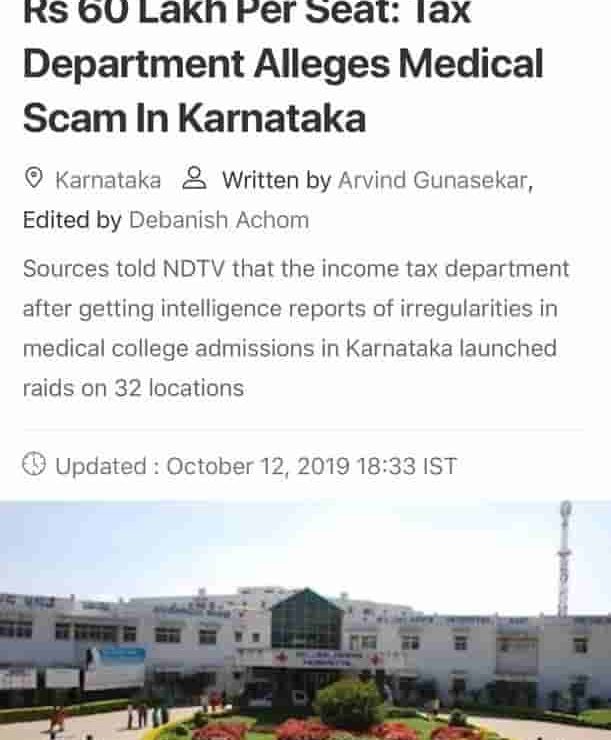 Rs 60 Lakh Per Seat: Tax
Department Alleges Medical
Scam In Karnataka
Karnataka Written by Arvind Gunasekar,
Edited by Debanish Achom
Sources told NDTV that the income tax department
after getting intelligence reports of irregularities in
medical college admissions in Karnataka launched
raids on 32 locations
Updated : October 12, 2019 18:33 IST